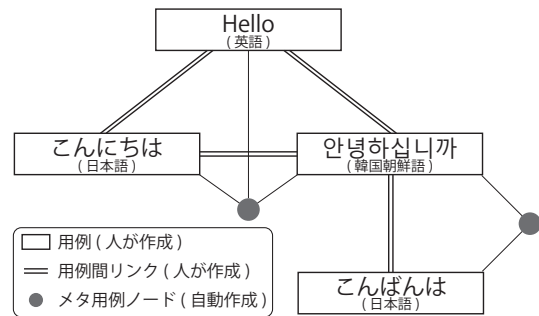 Hello
(英語)
こんにちは
(日本語)
안녕하십니까
(韓国朝鮮語)
用例(人が作成)
用例間リンク(人が作成)
メタ用例ノード(自動作成)
こんばんは
(日本語)